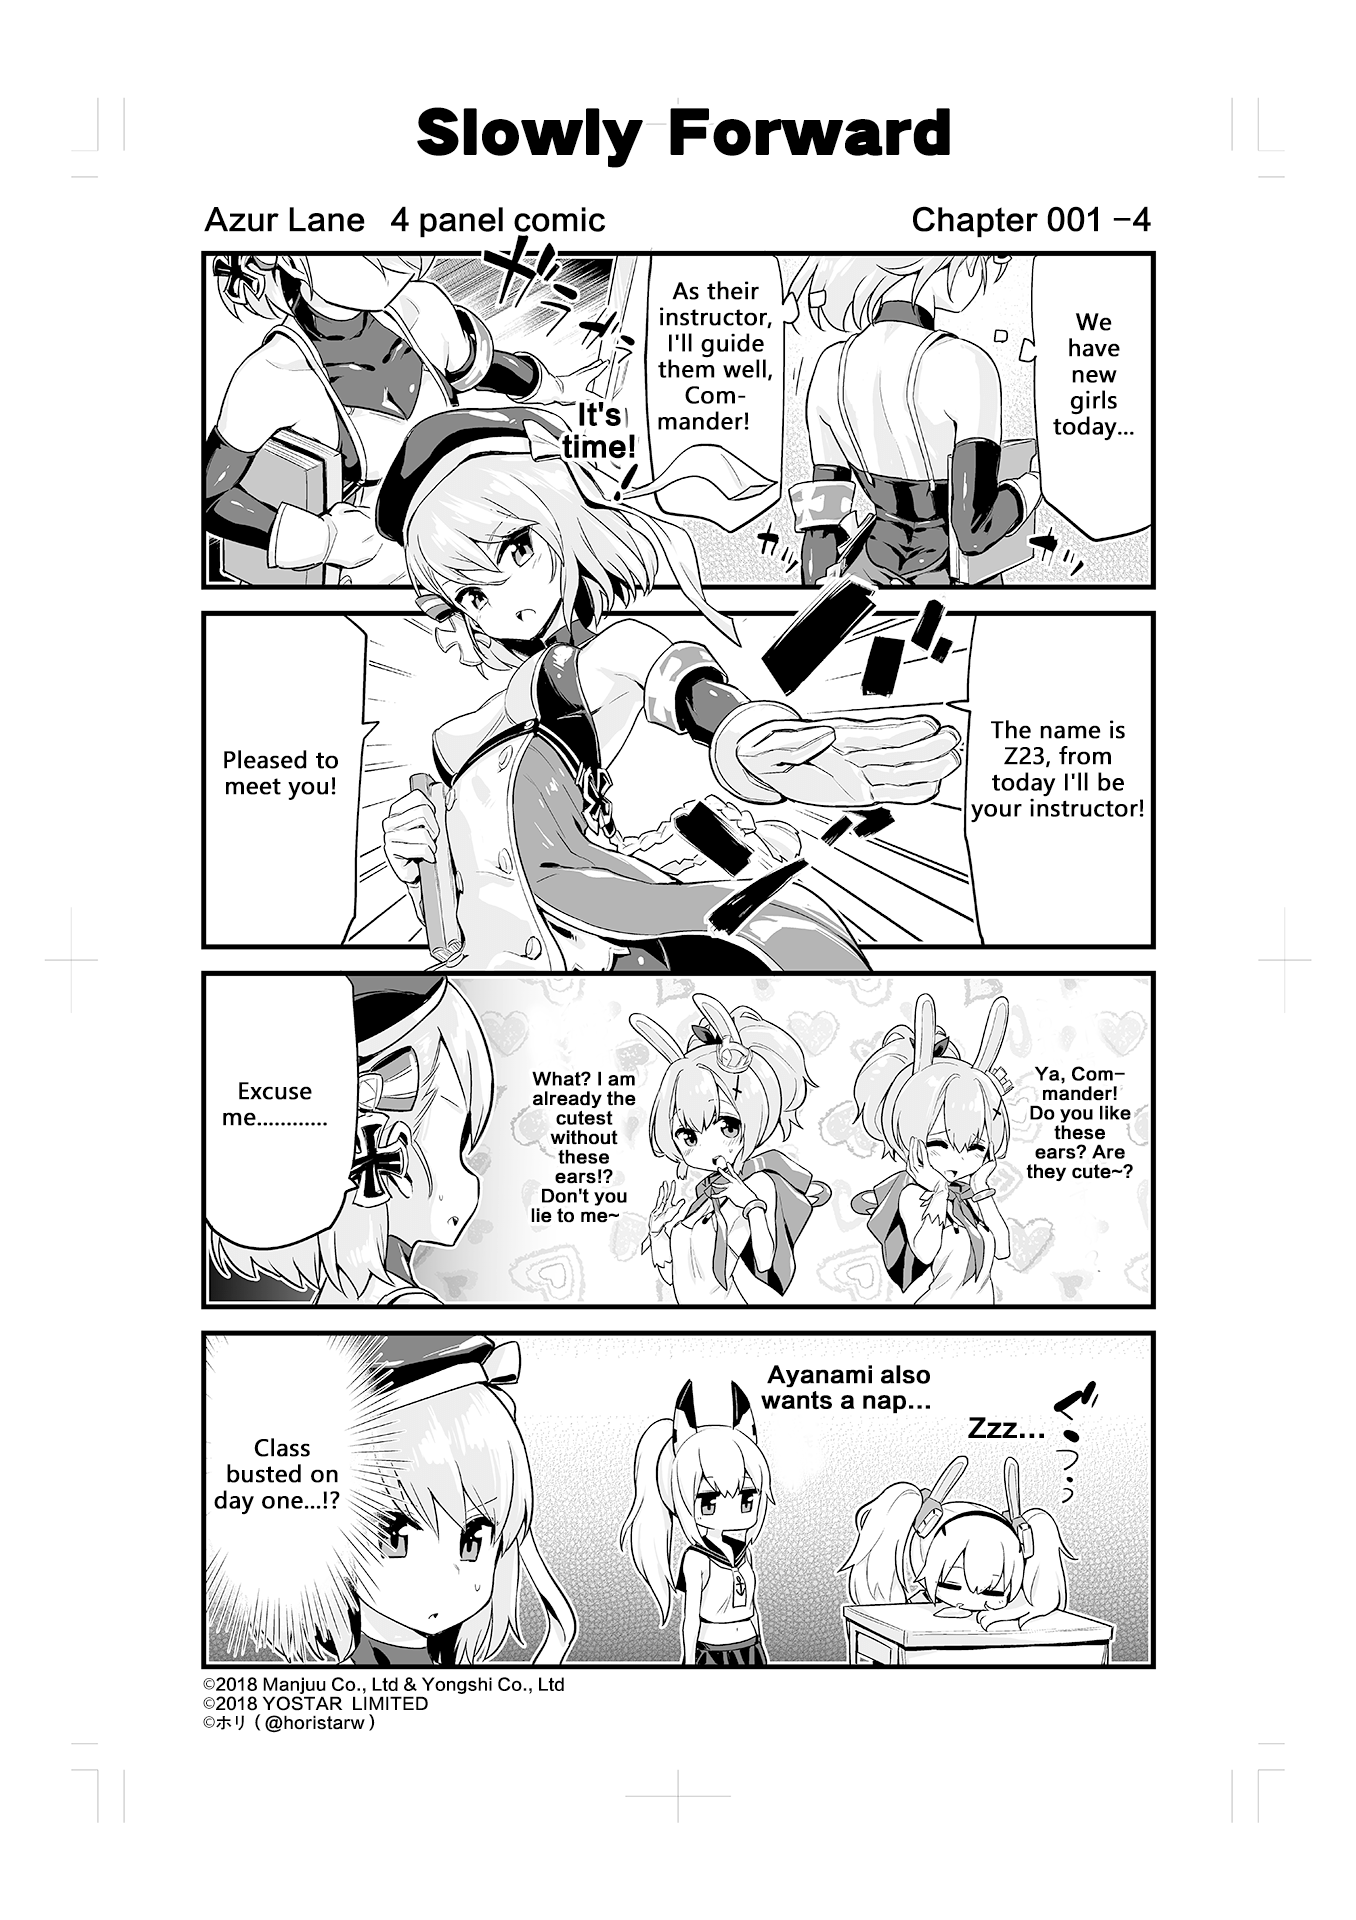 Slowly Forward
Azur Lane 4 panel comic
Chapter 001 -4
We
have
new
girls
today...
As their
instructor,
I'll guide
them well,
Com-
mander!
It's
time!
The name is
Z23, from
today I'll be
your instructor!
Pleased to
meet you!
Ya, Com-
mander!
Do you like
these
ears? Are
they cute~?
What? I am
already the
cutest
without
these
ears!?
Don't you
lie to me~
Excuse
me............
Zzz...
Ayanami also
wants a nap...
Class
busted on
day one...!?
©2018 Manjuu Co., Ltd & Yongshi Co., Ltd
©2018 YOSTAR LIMITED
©ホリ ( @horistarw )